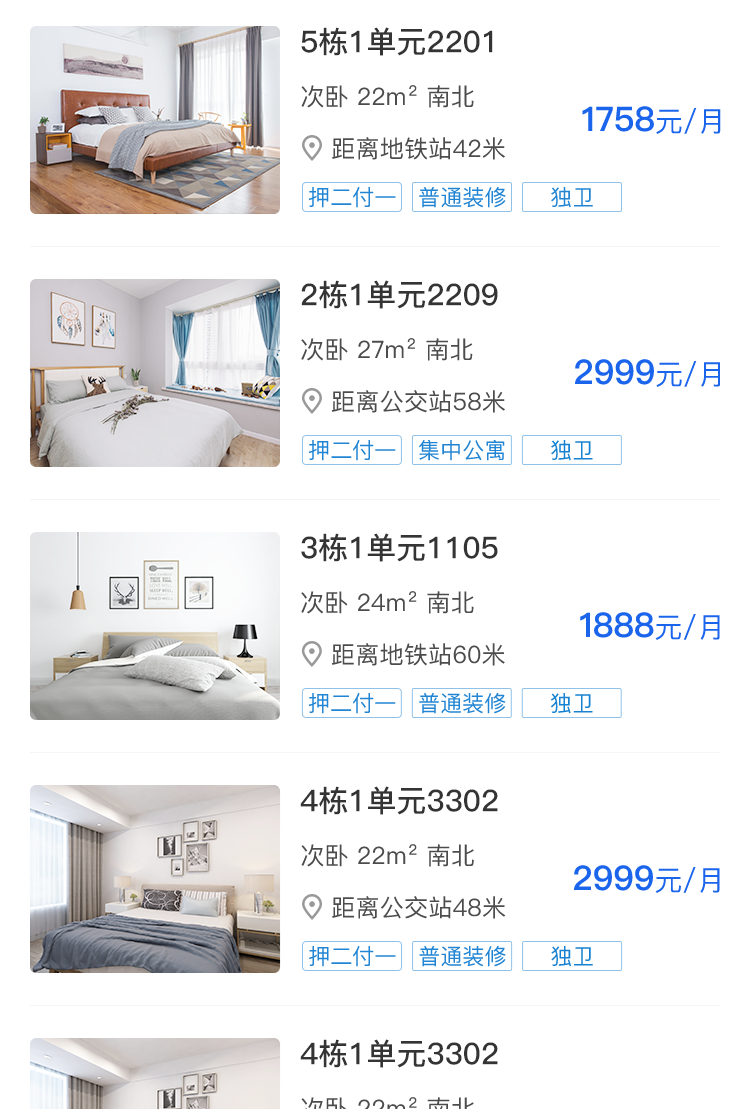 5栋1单元2201
次卧 22m² 南北
1758元/月
距离地铁站42米
押二付一 普通装修 独卫
2栋1单元2209
次卧 27m² 南北
2999元/月
距离公交站58米
押二付一 集中公寓 独卫
3栋1单元1105
次卧 24m² 南北
1888元/月
距离地铁站60米
押二付一 普通装修 独卫
4栋1单元3302
次卧 22m² 南北
2999元/月
距离公交站48米
押二付一 普通装修 独卫
4栋1单元3302
次卧 22m² 南北